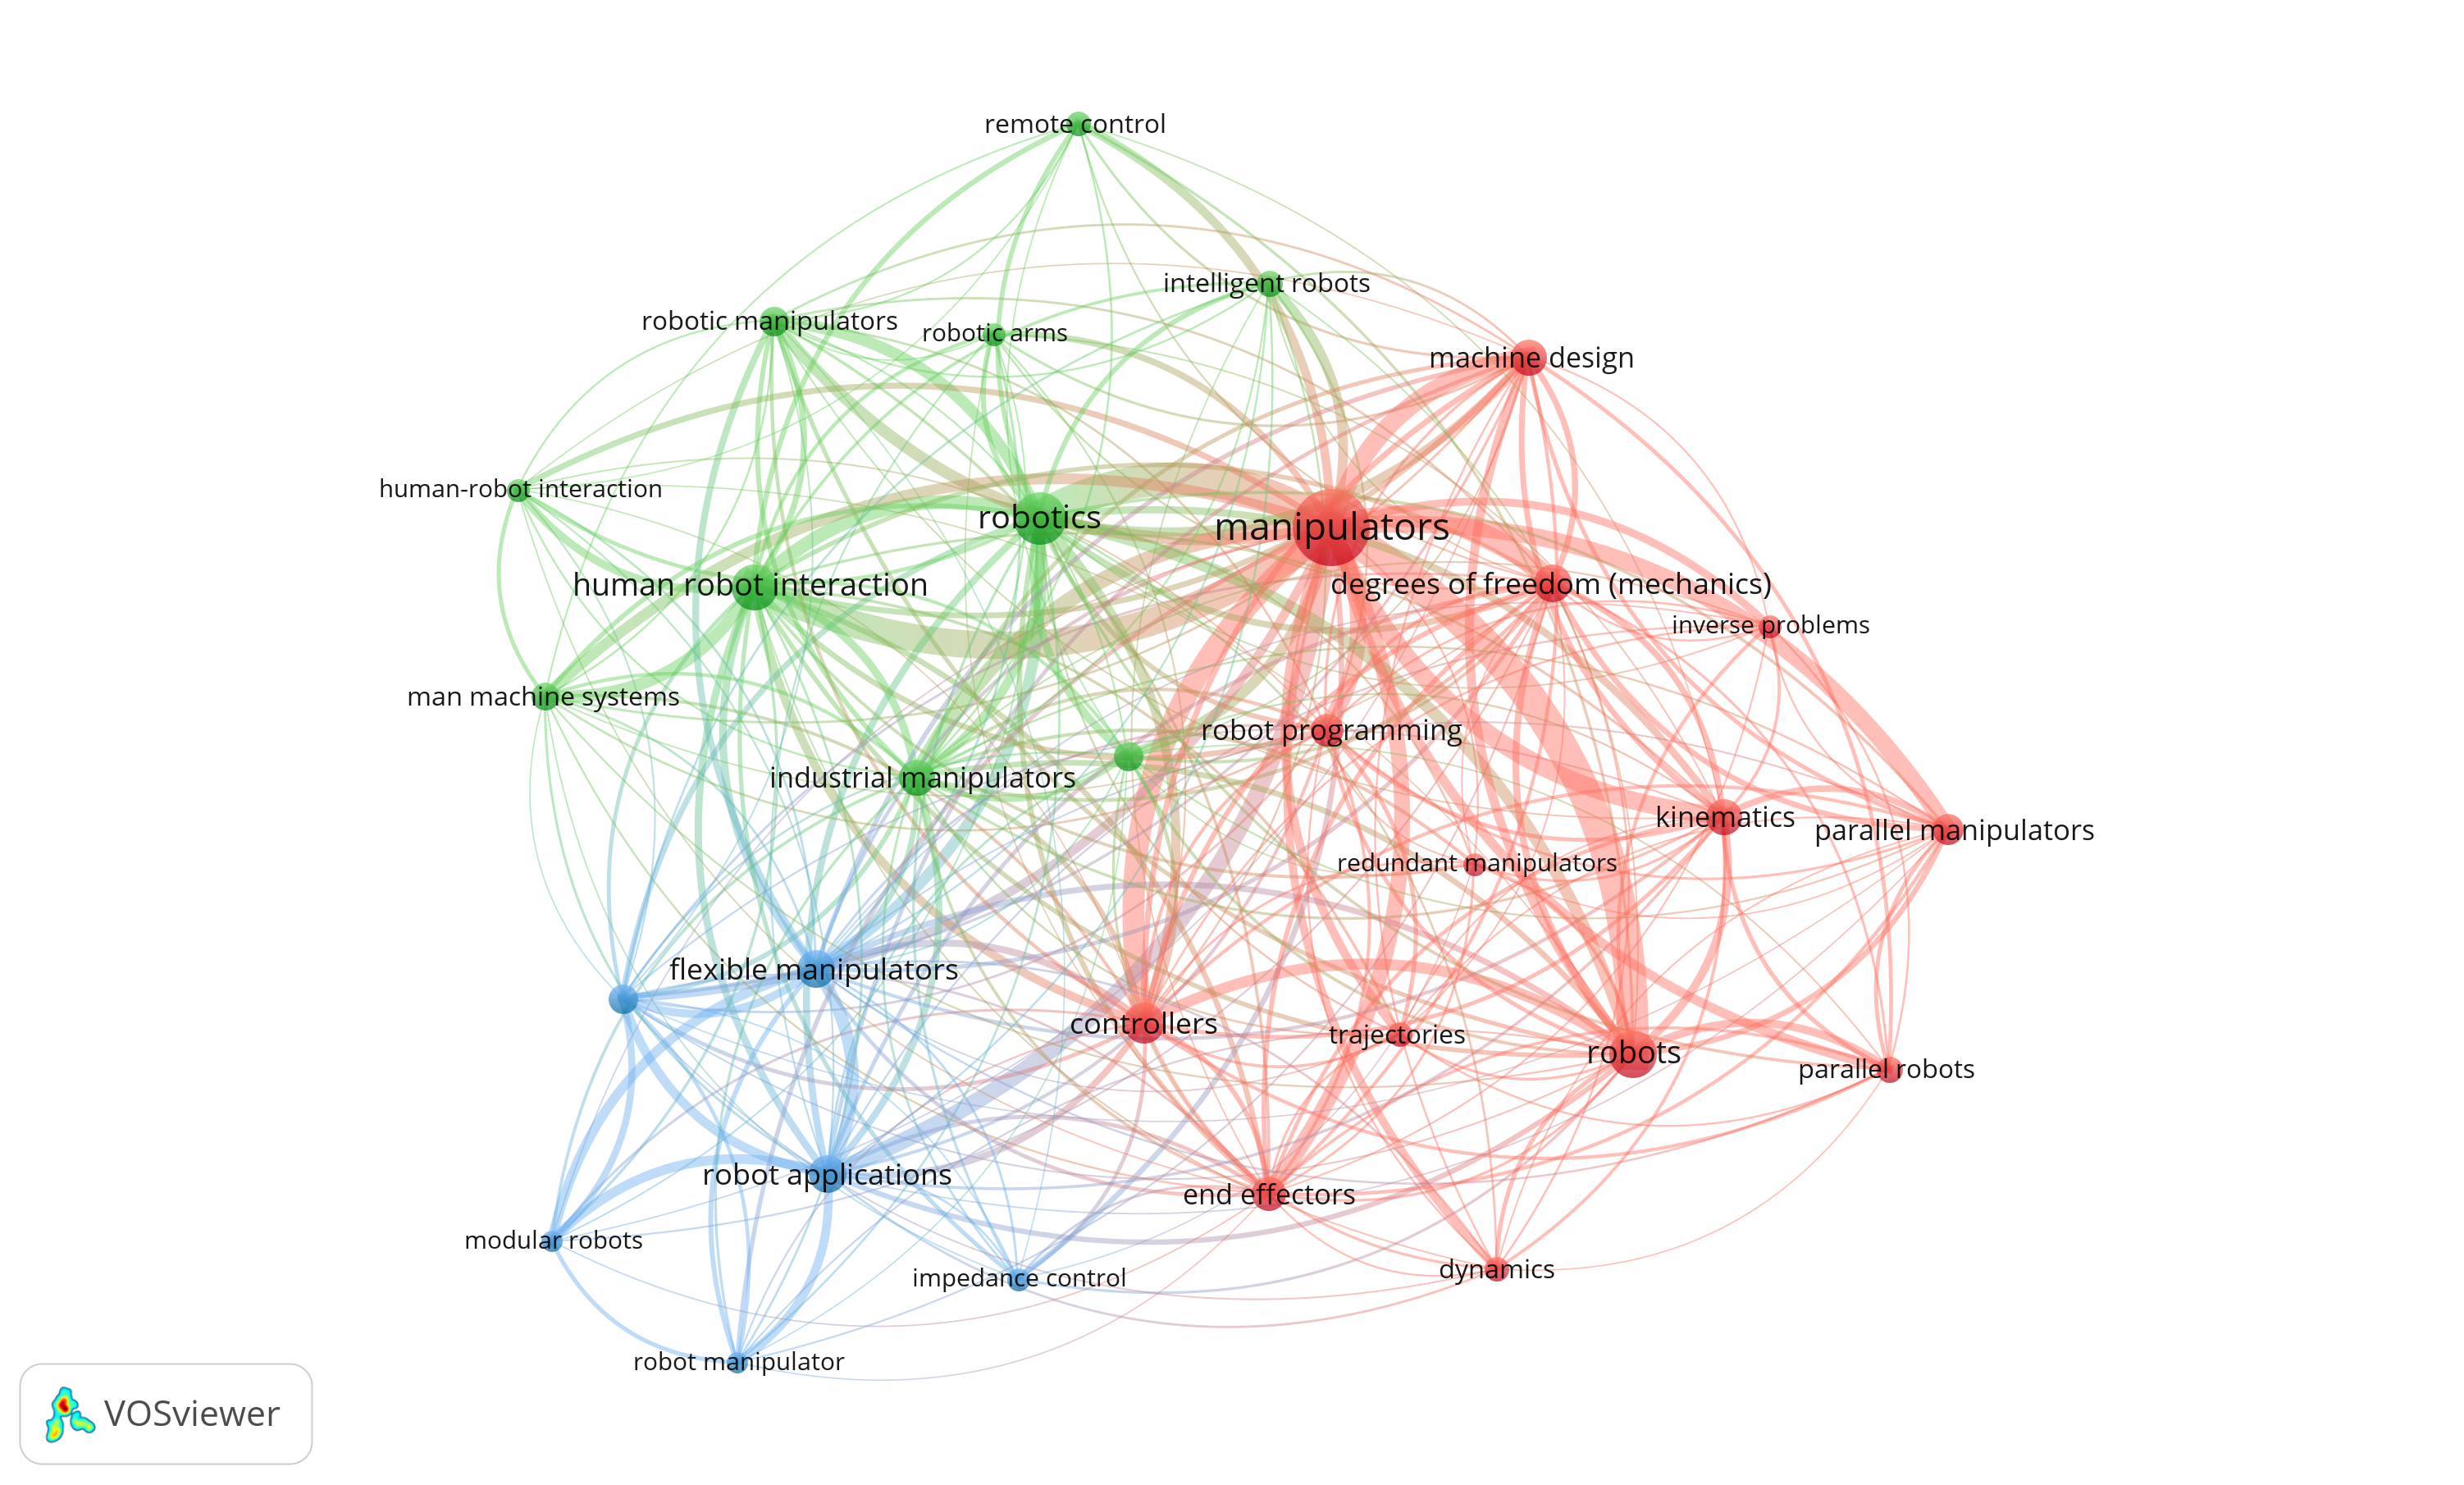 remote control
intelligent robots
robotic manipulators
robotic arms
machine design
human-robot interaction
robotics
manipulators
human robot interaction
degrees of freedom (mechanics)
inverse problems
man machine systems
robot programming
industrial manipulators
kinematics
parallel manipulators
redundant manipulators
flexible manipulators
controllers
trajectories
robots
parallel robots
robot applications
end effectors
modular robots
impedance control
dynamics
robot manipulator
VOSviewer